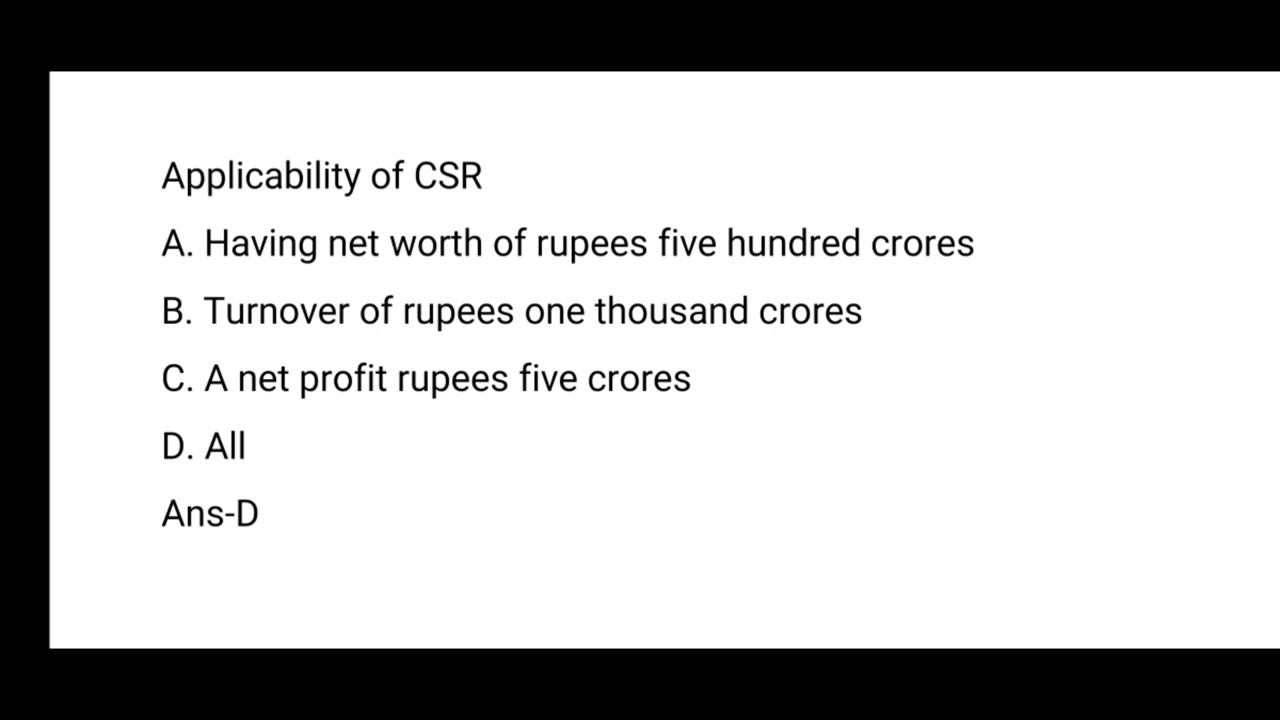 Applicability of CSR
A. Having net worth of rupees five hundred crores
B. Turnover of rupees one thousand crores
C. A net profit rupees five crores
D. All
Ans-D